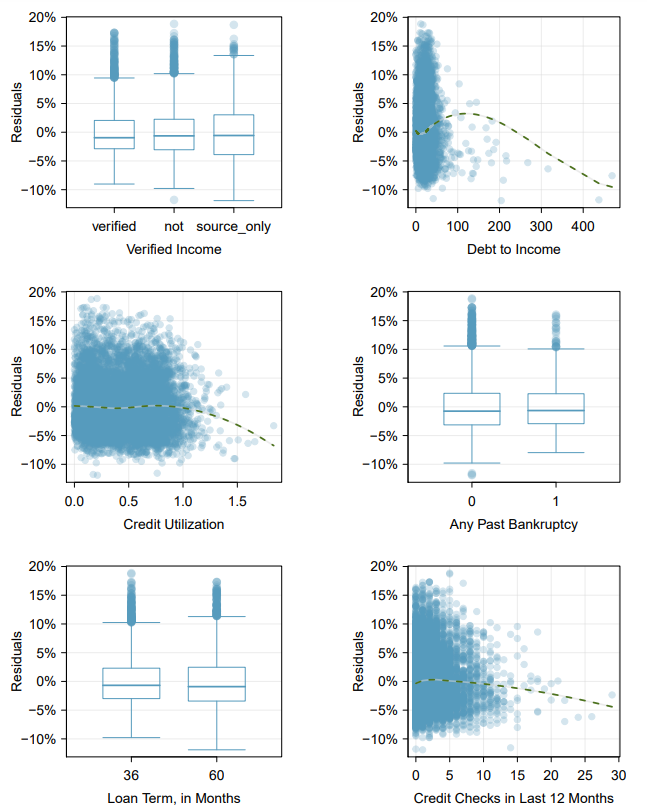 20%
15%
10%
5%
0%
−5%
−10%
Residuals
verified not source_only
Verified Income
20%
15%
10%
5%
0%
−5%
−10%
Residuals
0 100 200 300 400
Debt to Income
20%
15%
10%
5%
0%
−5%
−10%
Residuals
0.0 0.5 1.0 1.5
Credit Utilization
20%
15%
10%
5%
0%
−5%
−10%
Residuals
0 1
Any Past Bankruptcy
20%
15%
10%
5%
0%
−5%
−10%
Residuals
36 60
Loan Term, in Months
20%
15%
10%
5%
0%
−5%
−10%
Residuals
0 5 10 15 20 25 30
Credit Checks in Last 12 Months